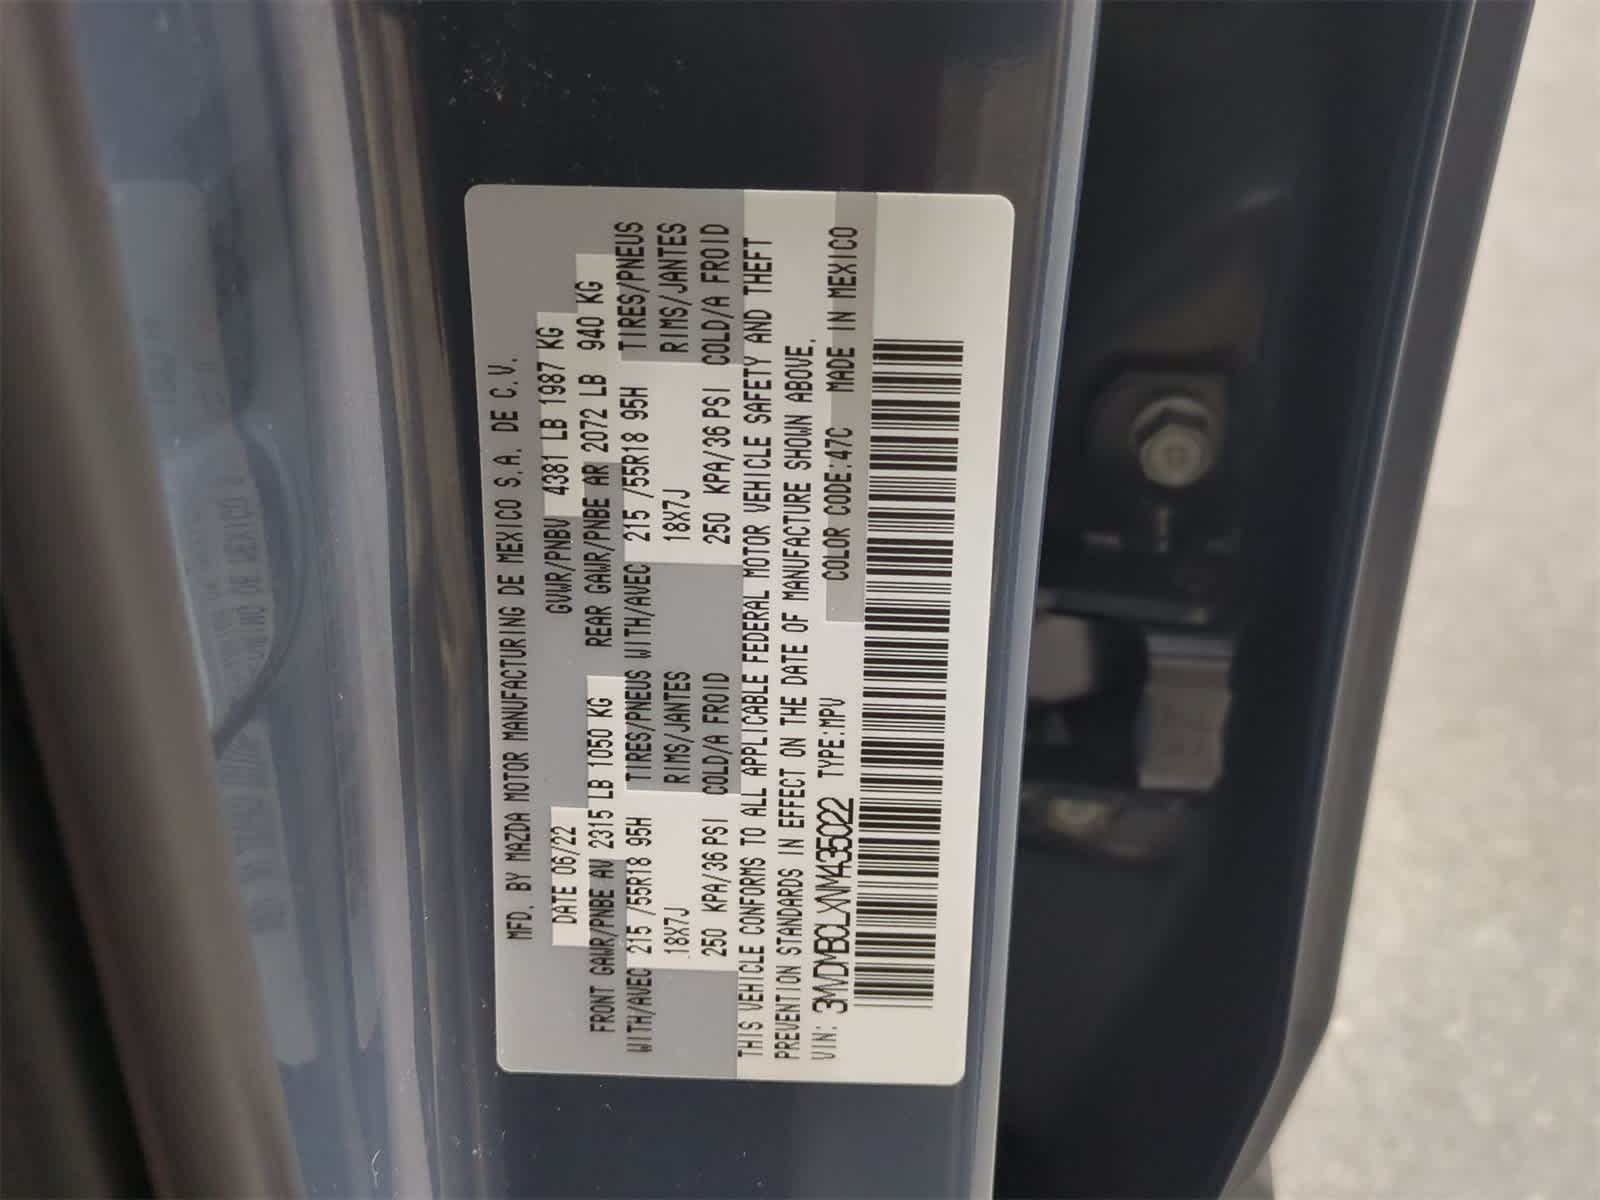 MFD. BY MAZDA MOTOR MANUFACTURING DE MEXICO S.A. DE C.V.
DATE 06/22 GVWR/PNBV 4381 LB 1987 KG
FRONT GAWR/PNBE AV 2315 LB 1050 KG REAR GAWR/PNBE AR 2072 LB 940 KG
WITH/AVEC 215 /55R18 95H TIRES/PNEUS WITH/AVEC 215 /55R18 95H TIRES/PNEUS
18X7J RIMS/JANTES 18X7J RIMS/JANTES
250 KPA/36 PSI COLD/A FROID 250 KPA/36 PSI COLD/A FROID
THIS VEHICLE CONFORMS TO ALL APPLICABLE FEDERAL MOTOR VEHICLE SAFETY AND THEFT
PREVENTION STANDARDS IN EFFECT ON THE DATE OF MANUFACTURE SHOWN ABOVE.
VIN: 3MVDMBCLXNM435022 TYPE:MPV COLOR CODE:47C MADE IN MEXICO